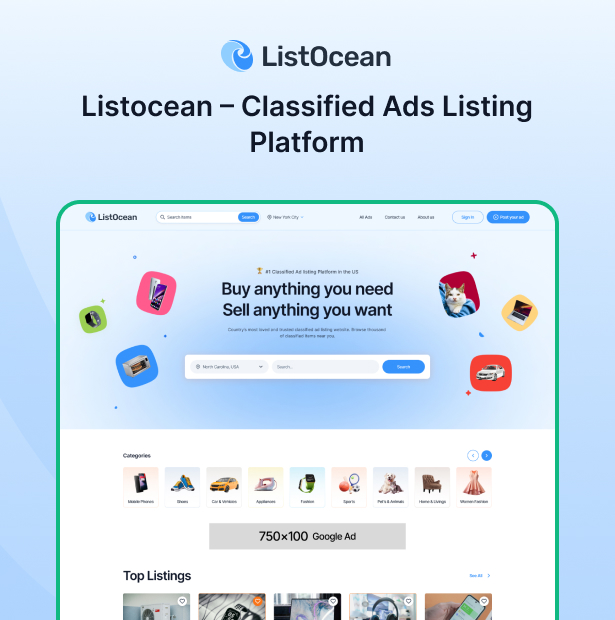 ListOcean
Listocean – Classified Ads Listing
Platform
ListOcean
Search items
Search
New York City
All Ads
Contact us
About us
Sign in
Post your ad
#1 Classified Ad listing Platform in the US
Buy anything you need
Sell anything you want
Country's most loved and trusted classified ad listing website. Browse thousand
of classified items near you.
North Carolina, USA
Search...
Search
Categories
Mobile Phones
Shoes
Car & Vehicles
Appliances
Fashion
Sports
Pet's & Animals
Home & Livings
Woman Fashion
750×100 Google Ad
Top Listings
See All